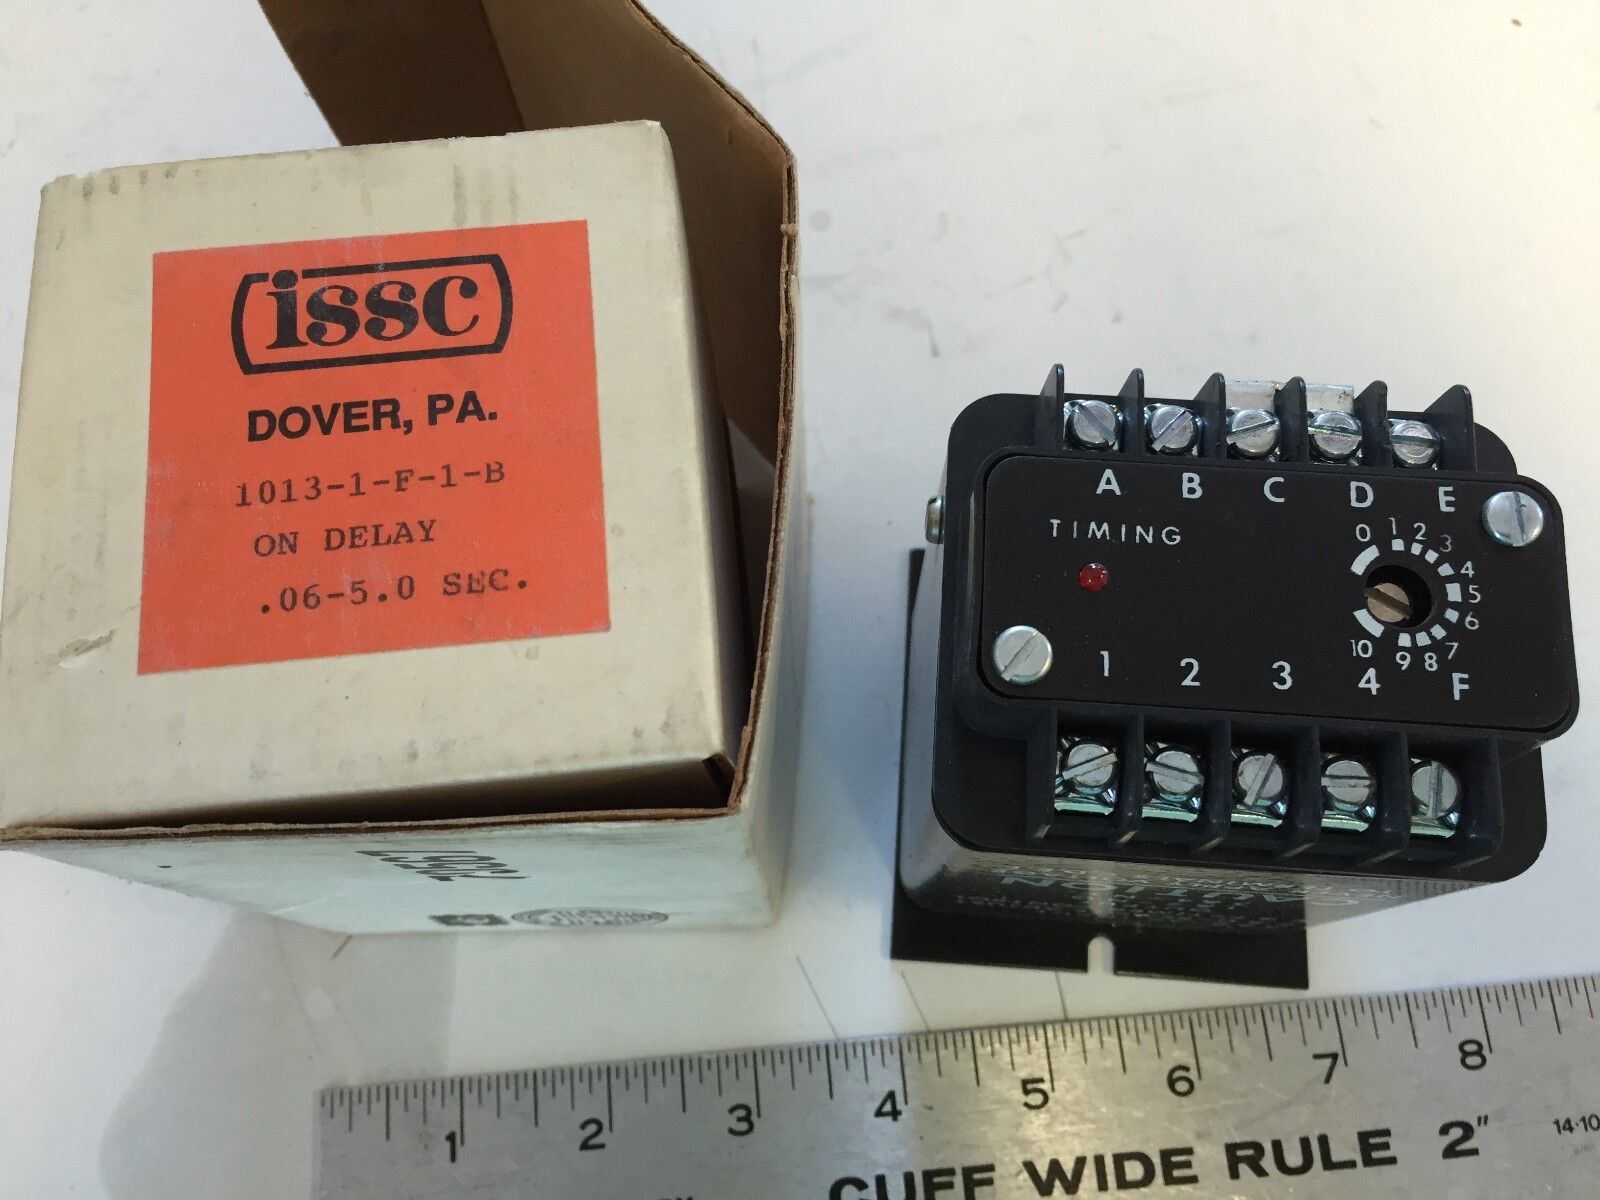 issc
DOVER, PA.
1013-1-F-1-B
ON DELAY
.06-5.0 SEC.
A B C D E
TIMING
0 1 2 3 4 5 6 7 8 9 10
1 2 3 4 F
CAUTION
1 2 3 4 5 6 7 8
CUFF WIDE RULE 2"